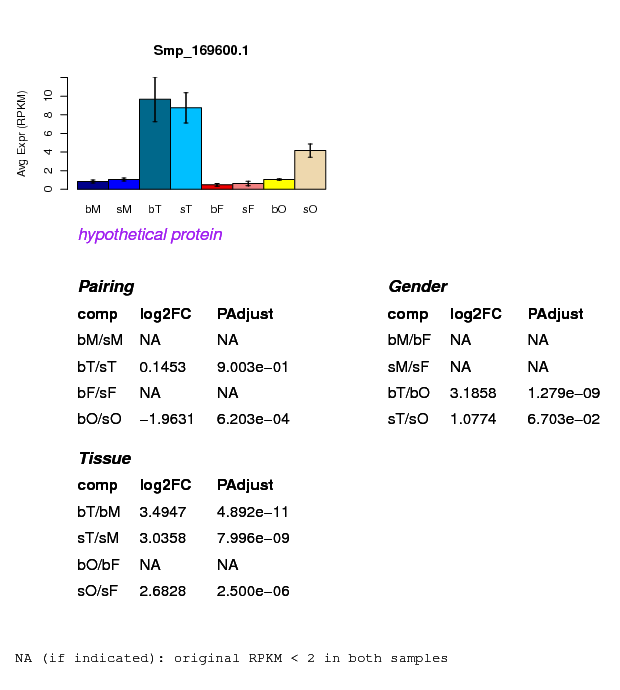 Smp_169600.1
Avg Expr (RPKM)
0 2 4 6 8 10
bM sM bT sT bF sF bO sO
hypothetical protein
Pairing
comp log2FC PAdjust
bM/sM NA NA
bT/sT 0.1453 9.003e−01
bF/sF NA NA
bO/sO −1.9631 6.203e−04
Gender
comp log2FC PAdjust
bM/bF NA NA
sM/sF NA NA
bT/bO 3.1858 1.279e−09
sT/sO 1.0774 6.703e−02
Tissue
comp log2FC PAdjust
bT/bM 3.4947 4.892e−11
sT/sM 3.0358 7.996e−09
bO/bF NA NA
sO/sF 2.6828 2.500e−06
NA (if indicated): original RPKM < 2 in both samples